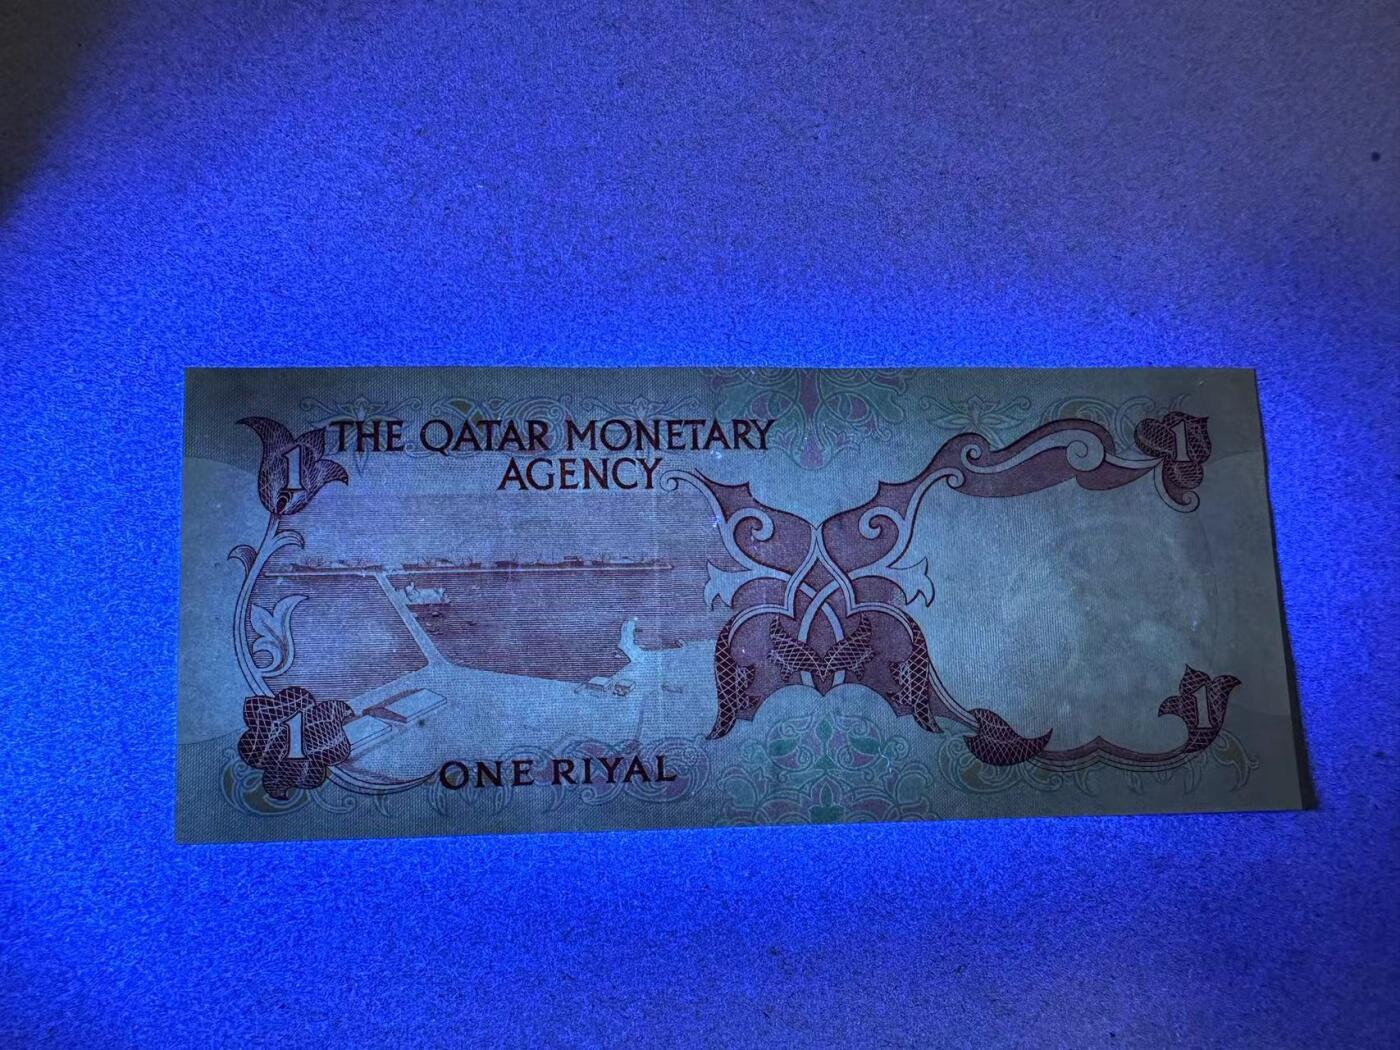 1 THE QATAR MONETARY 1
AGENCY
1 ONE RIYAL 1